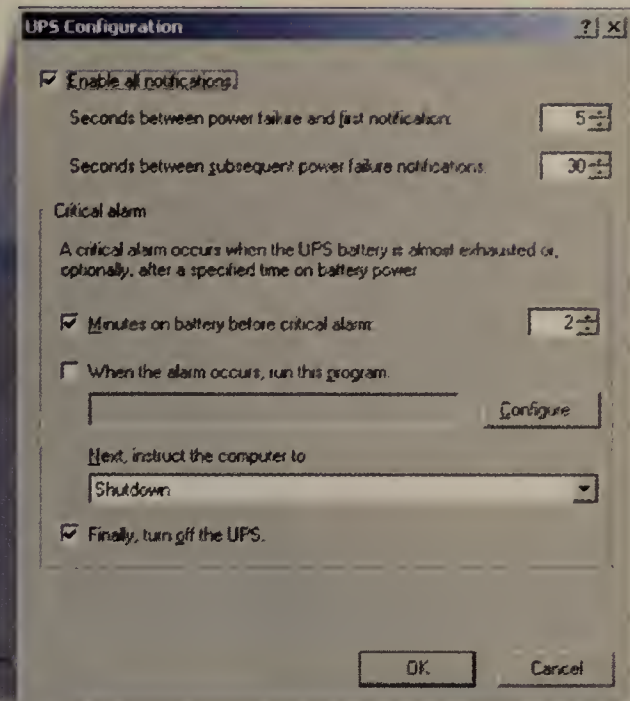 UPS Configuration
Enable all notifications
Seconds between power failure and first notification: 5
Seconds between subsequent power failure notifications: 30
Critical alarm
A critical alarm occurs when the UPS battery is almost exhausted or,
optionally, after a specified time on battery power
Minutes on battery before critical alarm: 2
When the alarm occurs, run this program:
Configure
Next, instruct the computer to
Shutdown
Finally, turn off the UPS.
OK
Cancel